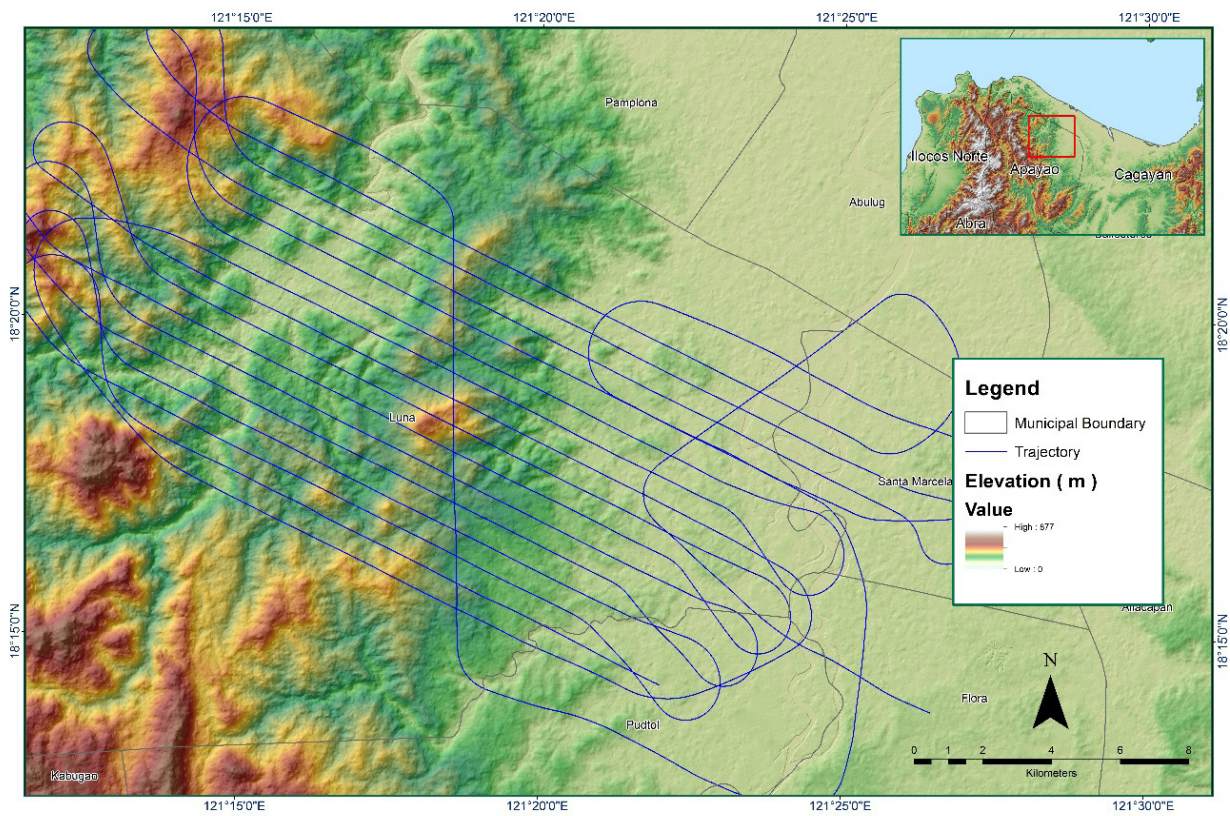 121°15'0"E 121°20'0"E 121°25'0"E 121°30'0"E
Pamplona
Ilocos Norte
Apayao
Cagayan
Abra
Abulug
18°20'0"N
18°20'0"N
Luna
Santa Marcela
Legend
Municipal Boundary
Trajectory
Elevation ( m )
Value
High : 877
Low : 0
18°15'0"N
18°15'0"N
N
Flora
Pudtol
Kabugao
0 0.5 1 2 4 6 8
Kilometers
121°15'0"E 121°20'0"E 121°25'0"E 121°30'0"E